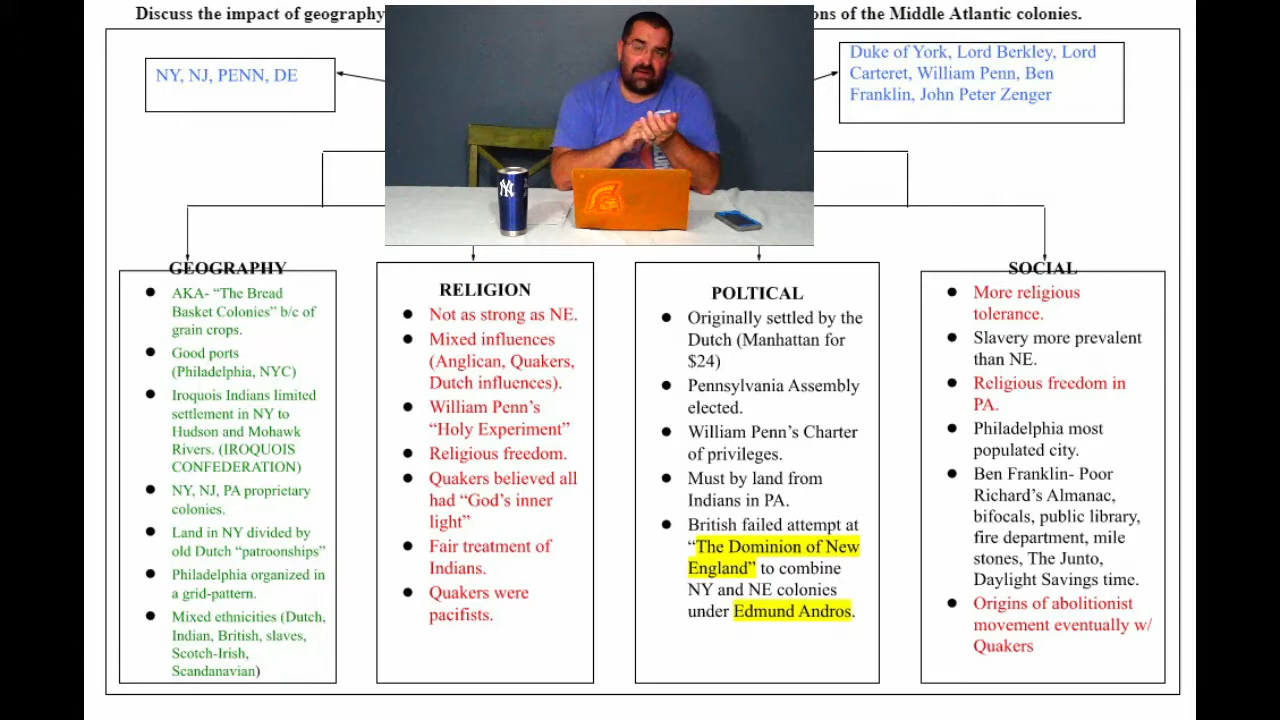 Discuss the impact of geography
ons of the Middle Atlantic colonies.
NY, NJ, PENN, DE
Duke of York, Lord Berkley, Lord
Carteret, William Penn, Ben
Franklin, John Peter Zenger
GEOGRAPHY
● AKA- “The Bread
Basket Colonies” b/c of
grain crops.
● Good ports
(Philadelphia, NYC)
● Iroquois Indians limited
settlement in NY to
Hudson and Mohawk
Rivers. (IROQUOIS
CONFEDERATION)
● NY, NJ, PA proprietary
colonies.
● Land in NY divided by
old Dutch “patroonships”
● Philadelphia organized in
a grid-pattern.
● Mixed ethnicities (Dutch,
Indian, British, slaves,
Scotch-Irish,
Scandanavian)
RELIGION
● Not as strong as NE.
● Mixed influences
(Anglican, Quakers,
Dutch influences).
● William Penn’s
“Holy Experiment”
● Religious freedom.
● Quakers believed all
had “God’s inner
light”
● Fair treatment of
Indians.
● Quakers were
pacifists.
POLTICAL
● Originally settled by the
Dutch (Manhattan for
$24)
● Pennsylvania Assembly
elected.
● William Penn’s Charter
of privileges.
● Must by land from
Indians in PA.
● British failed attempt at
“The Dominion of New
England” to combine
NY and NE colonies
under Edmund Andros.
SOCIAL
● More religious
tolerance.
● Slavery more prevalent
than NE.
● Religious freedom in
PA.
● Philadelphia most
populated city.
● Ben Franklin- Poor
Richard’s Almanac,
bifocals, public library,
fire department, mile
stones, The Junto,
Daylight Savings time.
● Origins of abolitionist
movement eventually w/
Quakers